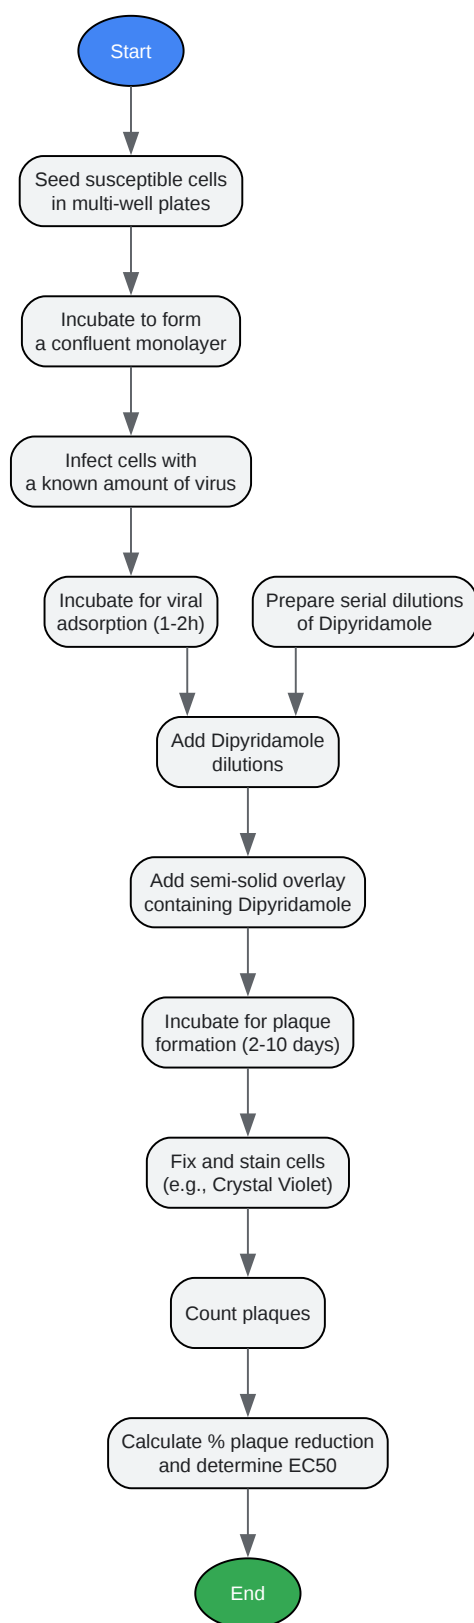 Start
Seed susceptible cells
in multi-well plates
Incubate to form
a confluent monolayer
Infect cells with
a known amount of virus
Incubate for viral
adsorption (1-2h)
Prepare serial dilutions
of Dipyridamole
Add Dipyridamole
dilutions
Add semi-solid overlay
containing Dipyridamole
Incubate for plaque
formation (2-10 days)
Fix and stain cells
(e.g., Crystal Violet)
Count plaques
Calculate % plaque reduction
and determine EC50
End